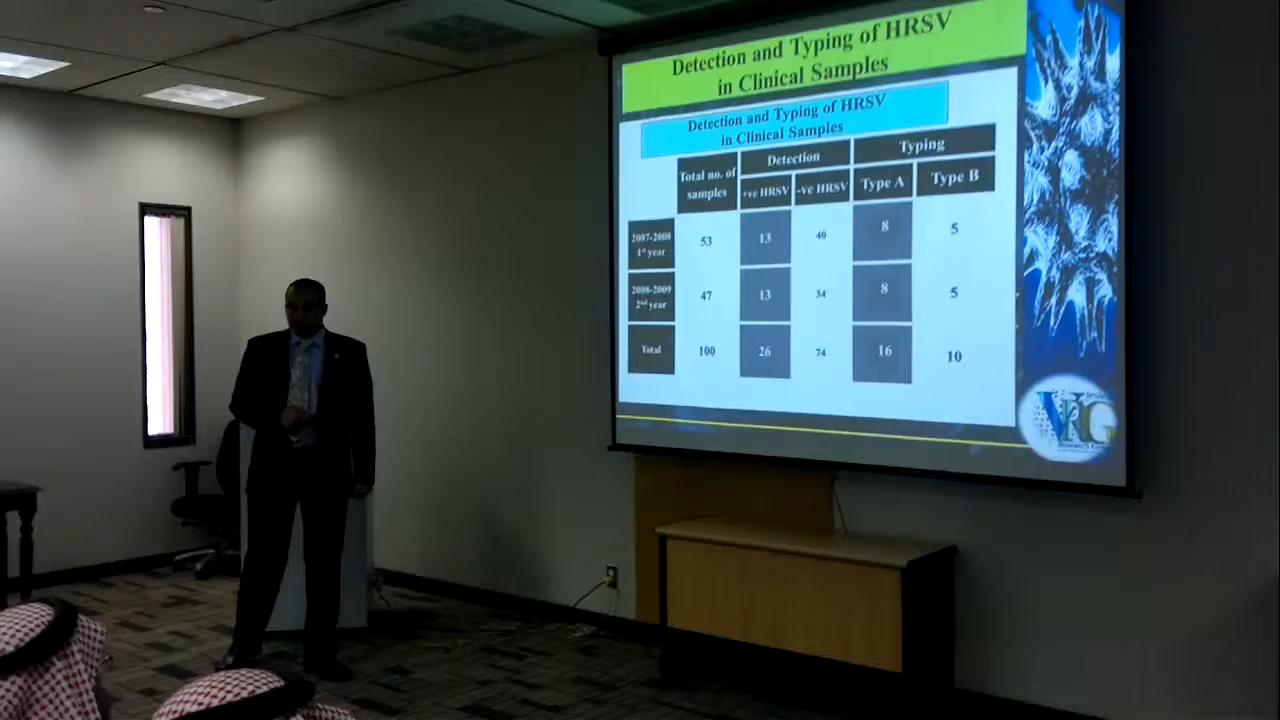 Detection and Typing of HRSV
in Clinical Samples
Detection and Typing of HRSV
in Clinical Samples
Total no. of samples Detection Typing
+ve HRSV -ve HRSV Type A Type B
2007-2008 1st year 53 13 40 8 5
2008-2009 2nd year 47 13 34 8 5
Total 100 26 74 16 10
VRG